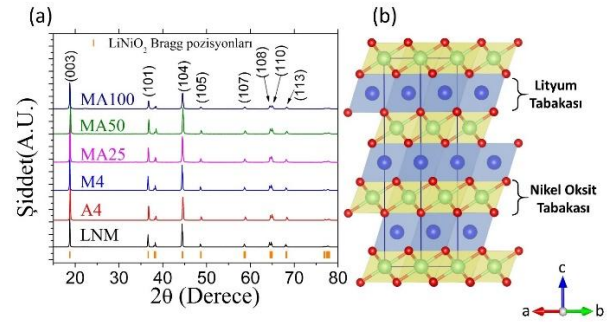 (a)
LiNiO2 Bragg pozisyonları
(003)
(101)
(104)
(105)
(107)
(108)
(110)
(113)
MA100
MA50
MA25
M4
A4
LNM
Şiddet(A.U.)
20 30 40 50 60 70 80
2θ (Derece)
(b)
Lityum
Tabakası
Nikel Oksit
Tabakası
c
a
b